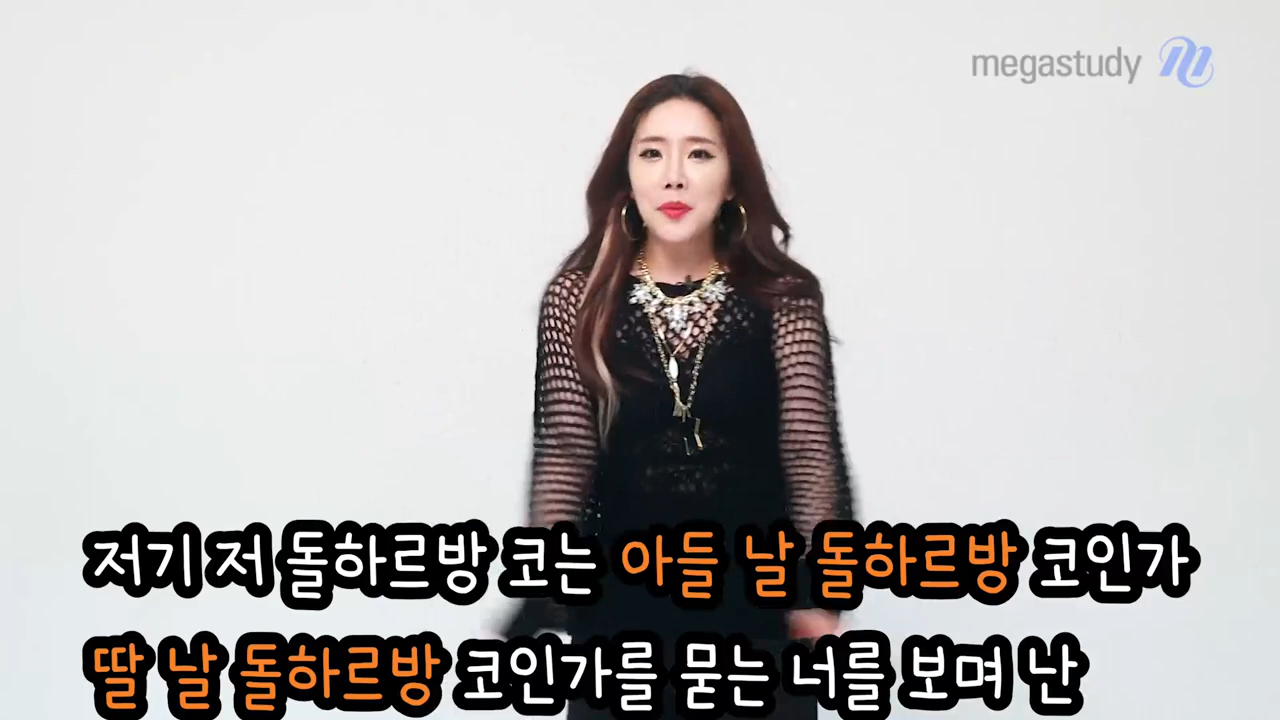 megastudy
저기 저 돌하르방 코는 아들 날 돌하르방 코인가
딸 날 돌하르방 코인가를 묻는 너를 보며 난